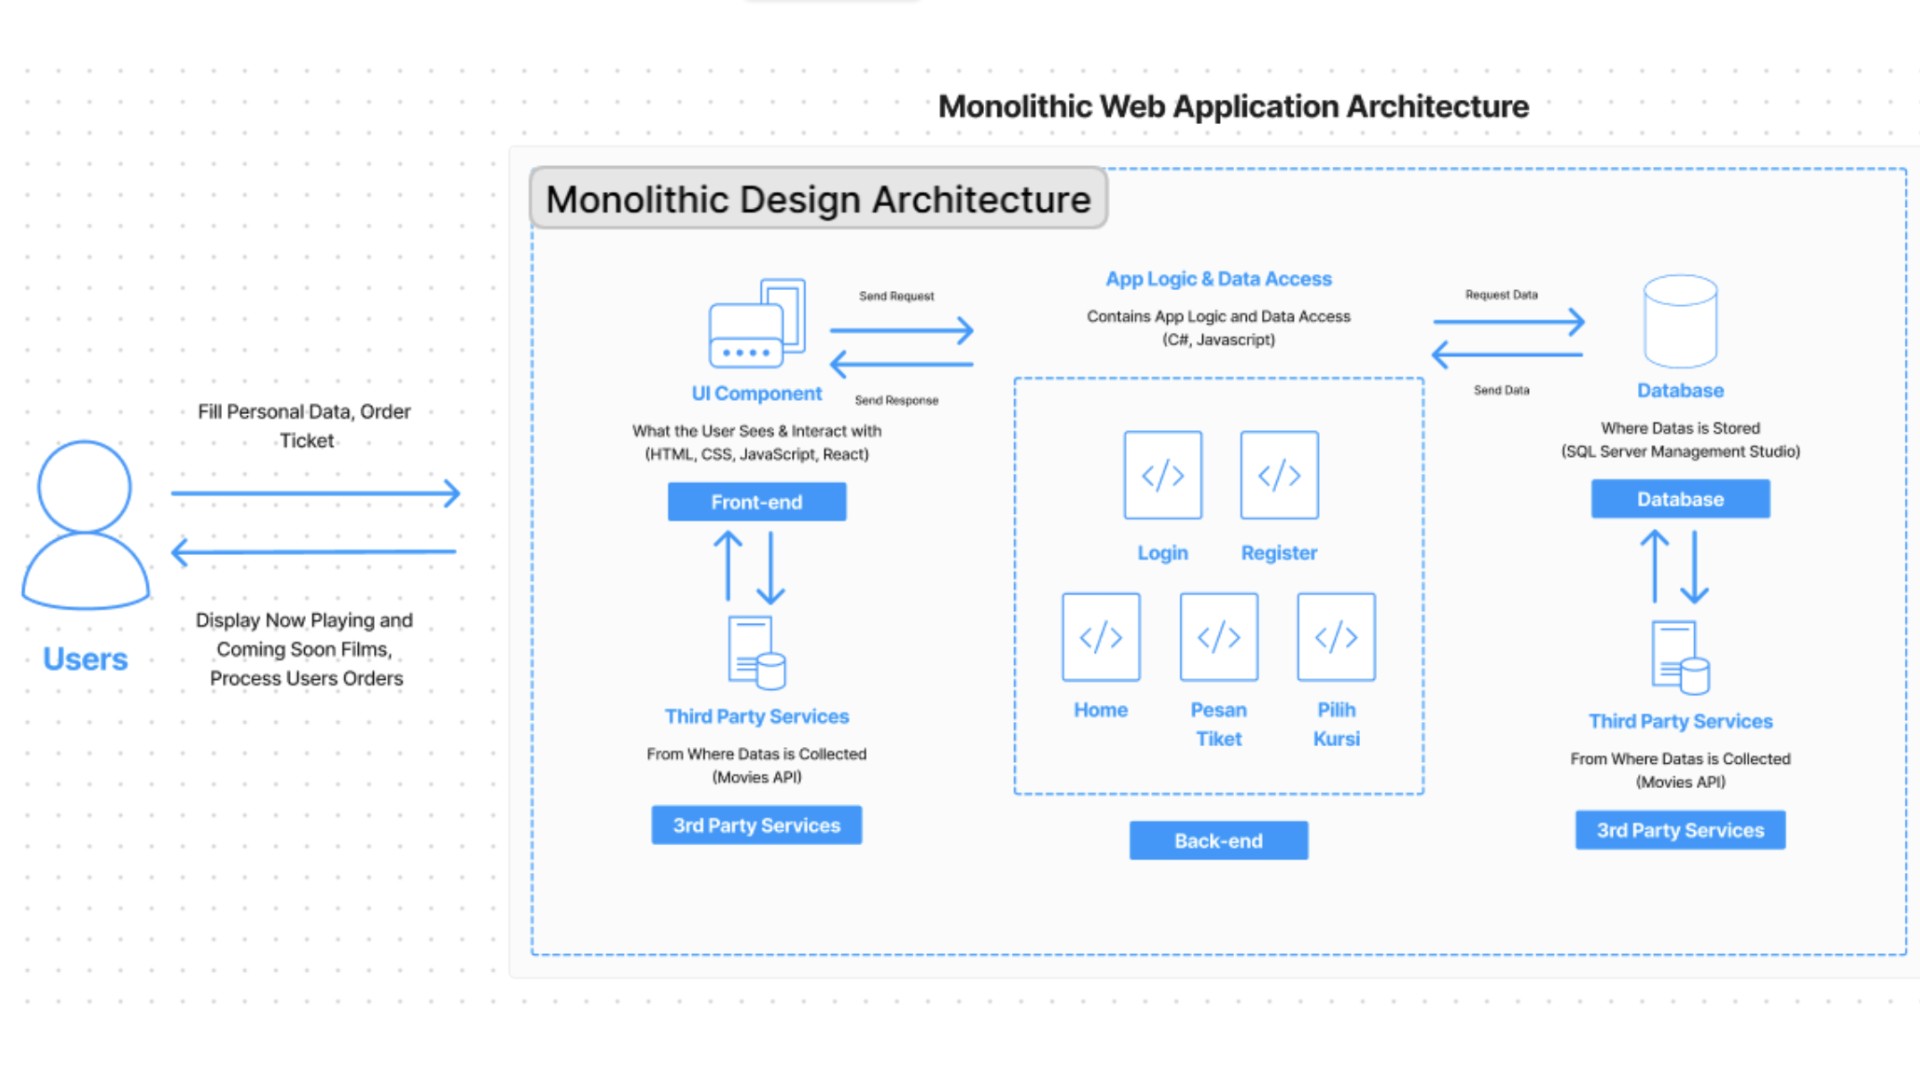 Monolithic Web Application Architecture
Monolithic Design Architecture
Fill Personal Data, Order
Ticket
Users
Display Now Playing and
Coming Soon Films,
Process Users Orders
Send Request
Send Response
UI Component
What the User Sees & Interact with
(HTML, CSS, JavaScript, React)
Front-end
Third Party Services
From Where Datas is Collected
(Movies API)
3rd Party Services
App Logic & Data Access
Contains App Logic and Data Access
(C#, Javascript)
</>
</>
Login
Register
</>
</>
</>
Home
Pesan
Tiket
Pilih
Kursi
Back-end
Request Data
Send Data
Database
Where Datas is Stored
(SQL Server Management Studio)
Database
Third Party Services
From Where Datas is Collected
(Movies API)
3rd Party Services